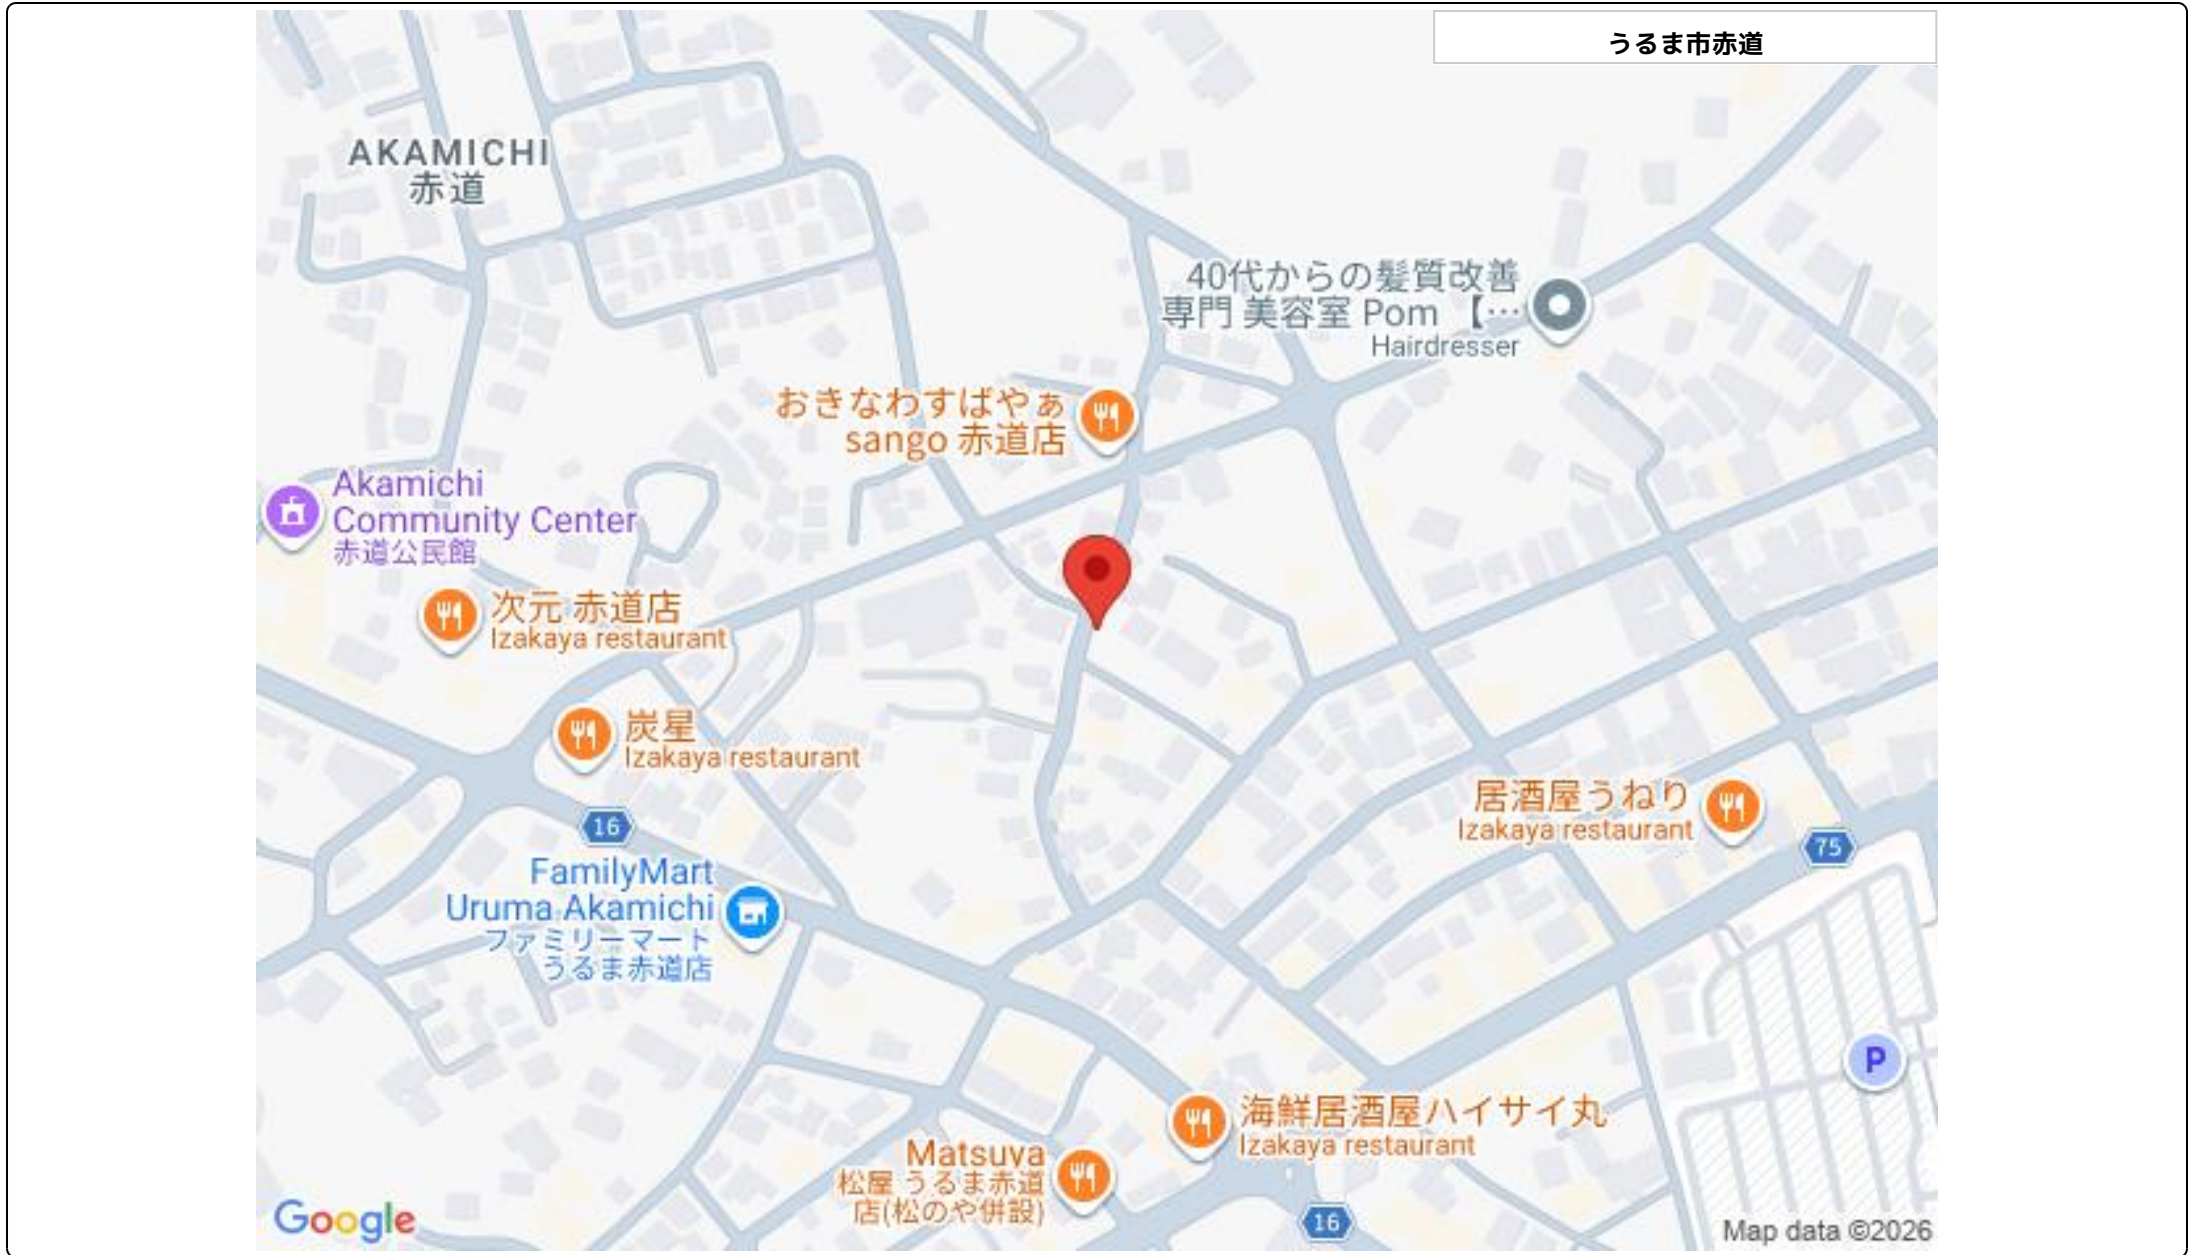 うるま市赤道
AKAMICHI
赤道
40代からの髪質改善
専門 美容室 Pom 【…
Hairdresser
おきなわすばやぁ
sango 赤道店
Akamichi
Community Center
赤道公民館
次元 赤道店
Izakaya restaurant
炭星
Izakaya restaurant
居酒屋うねり
Izakaya restaurant
16
75
FamilyMart
Uruma Akamichi
ファミリーマート
うるま赤道店
P
海鮮居酒屋ハイサイ丸
Izakaya restaurant
Matsuya
松屋 うるま赤道
店(松のや併設)
16
Google
Map data ©2026